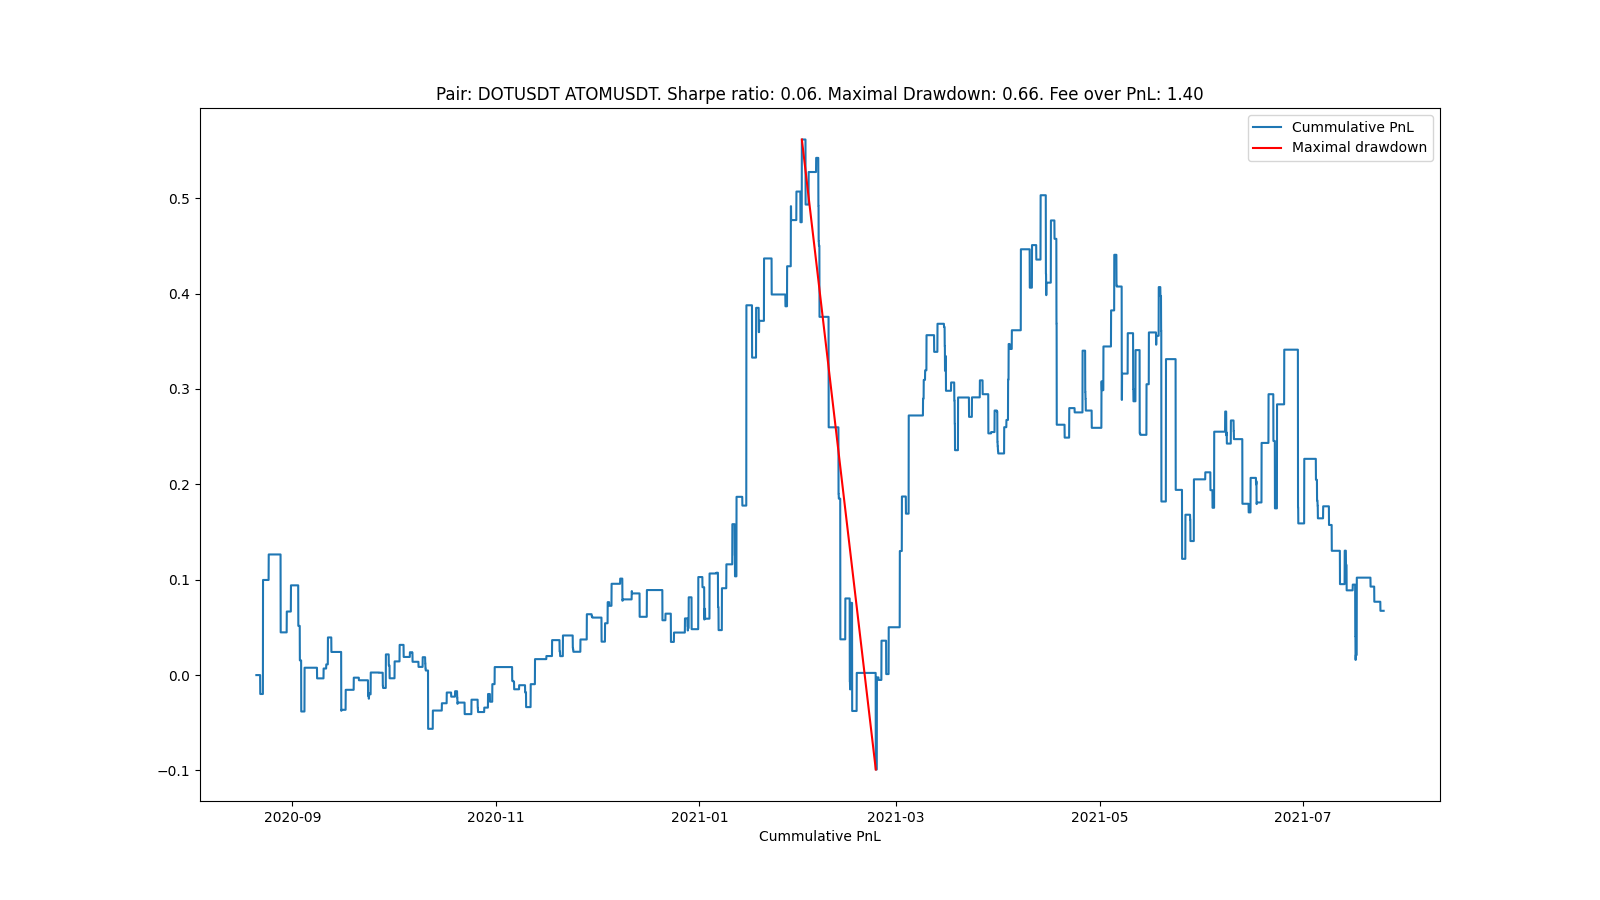 Pair: DOTUSDT ATOMUSDT. Sharpe ratio: 0.06. Maximal Drawdown: 0.66. Fee over PnL: 1.40
Cummulative PnL
Maximal drawdown
0.5
0.4
0.3
0.2
0.1
0.0
−0.1
2020-09 2020-11 2021-01 2021-03 2021-05 2021-07
Cummulative PnL